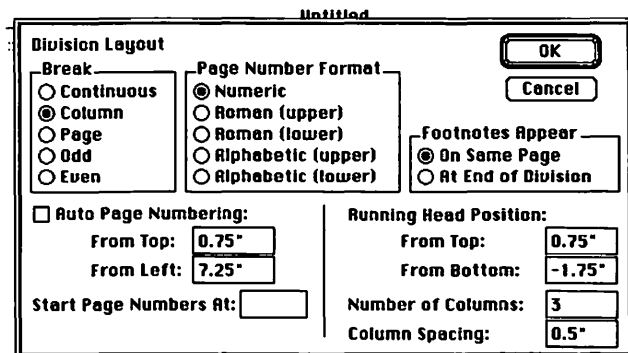 Untitled
Division Layout
OK
Cancel
Break
Continuous
Column
Page
Odd
Even
Page Number Format
Numeric
Roman (upper)
Roman (lower)
Alphabetic (upper)
Alphabetic (lower)
Footnotes Appear
On Same Page
At End of Division
Auto Page Numbering:
From Top: 0.75"
From Left: 7.25"
Start Page Numbers At:
Running Head Position:
From Top: 0.75"
From Bottom: -1.75"
Number of Columns: 3
Column Spacing: 0.5"